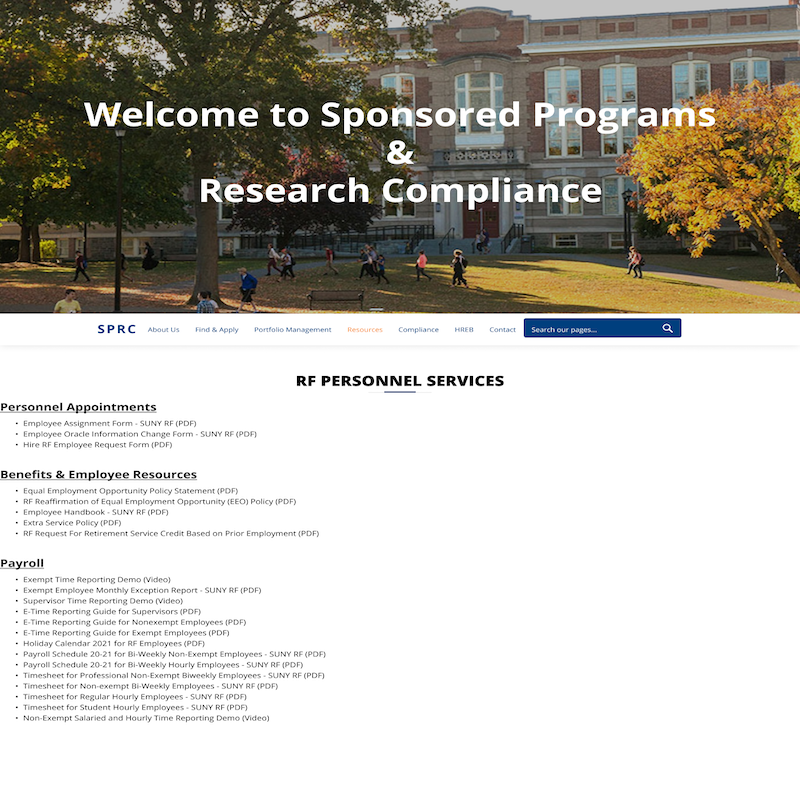 Welcome to Sponsored Programs
&
Research Compliance
SPRC About Us Find & Apply Portfolio Management Resources Compliance HREB Contact Search our pages...
RF PERSONNEL SERVICES
Personnel Appointments
• Employee Assignment Form - SUNY RF (PDF)
• Employee Oracle Information Change Form - SUNY RF (PDF)
• Hire RF Employee Request Form (PDF)
Benefits & Employee Resources
• Equal Employment Opportunity Policy Statement (PDF)
• RF Reaffirmation of Equal Employment Opportunity (EEO) Policy (PDF)
• Employee Handbook - SUNY RF (PDF)
• Extra Service Policy (PDF)
• RF Request For Retirement Service Credit Based on Prior Employment (PDF)
Payroll
• Exempt Time Reporting Demo (Video)
• Exempt Employee Monthly Exception Report - SUNY RF (PDF)
• Supervisor Time Reporting Demo (Video)
• E-Time Reporting Guide for Supervisors (PDF)
• E-Time Reporting Guide for Nonexempt Employees (PDF)
• E-Time Reporting Guide for Exempt Employees (PDF)
• Holiday Calendar 2021 for RF Employees (PDF)
• Payroll Schedule 20-21 for Bi-Weekly Non-Exempt Employees - SUNY RF (PDF)
• Payroll Schedule 20-21 for Bi-Weekly Hourly Employees - SUNY RF (PDF)
• Timesheet for Professional Non-Exempt Biweekly Employees - SUNY RF (PDF)
• Timesheet for Non-exempt Bi-Weekly Employees - SUNY RF (PDF)
• Timesheet for Regular Hourly Employees - SUNY RF (PDF)
• Timesheet for Student Hourly Employees - SUNY RF (PDF)
• Non-Exempt Salaried and Hourly Time Reporting Demo (Video)